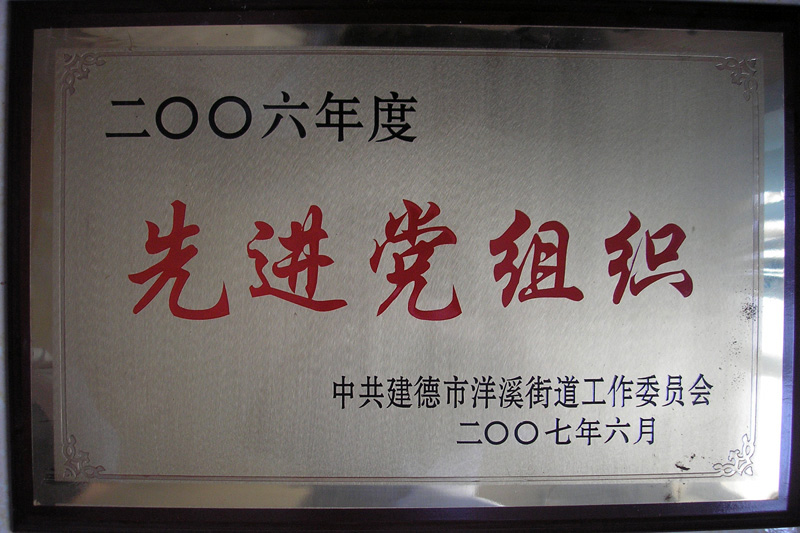 二〇〇六年度
先进党组织
中共建德市洋溪街道工作委员会
二〇〇七年六月